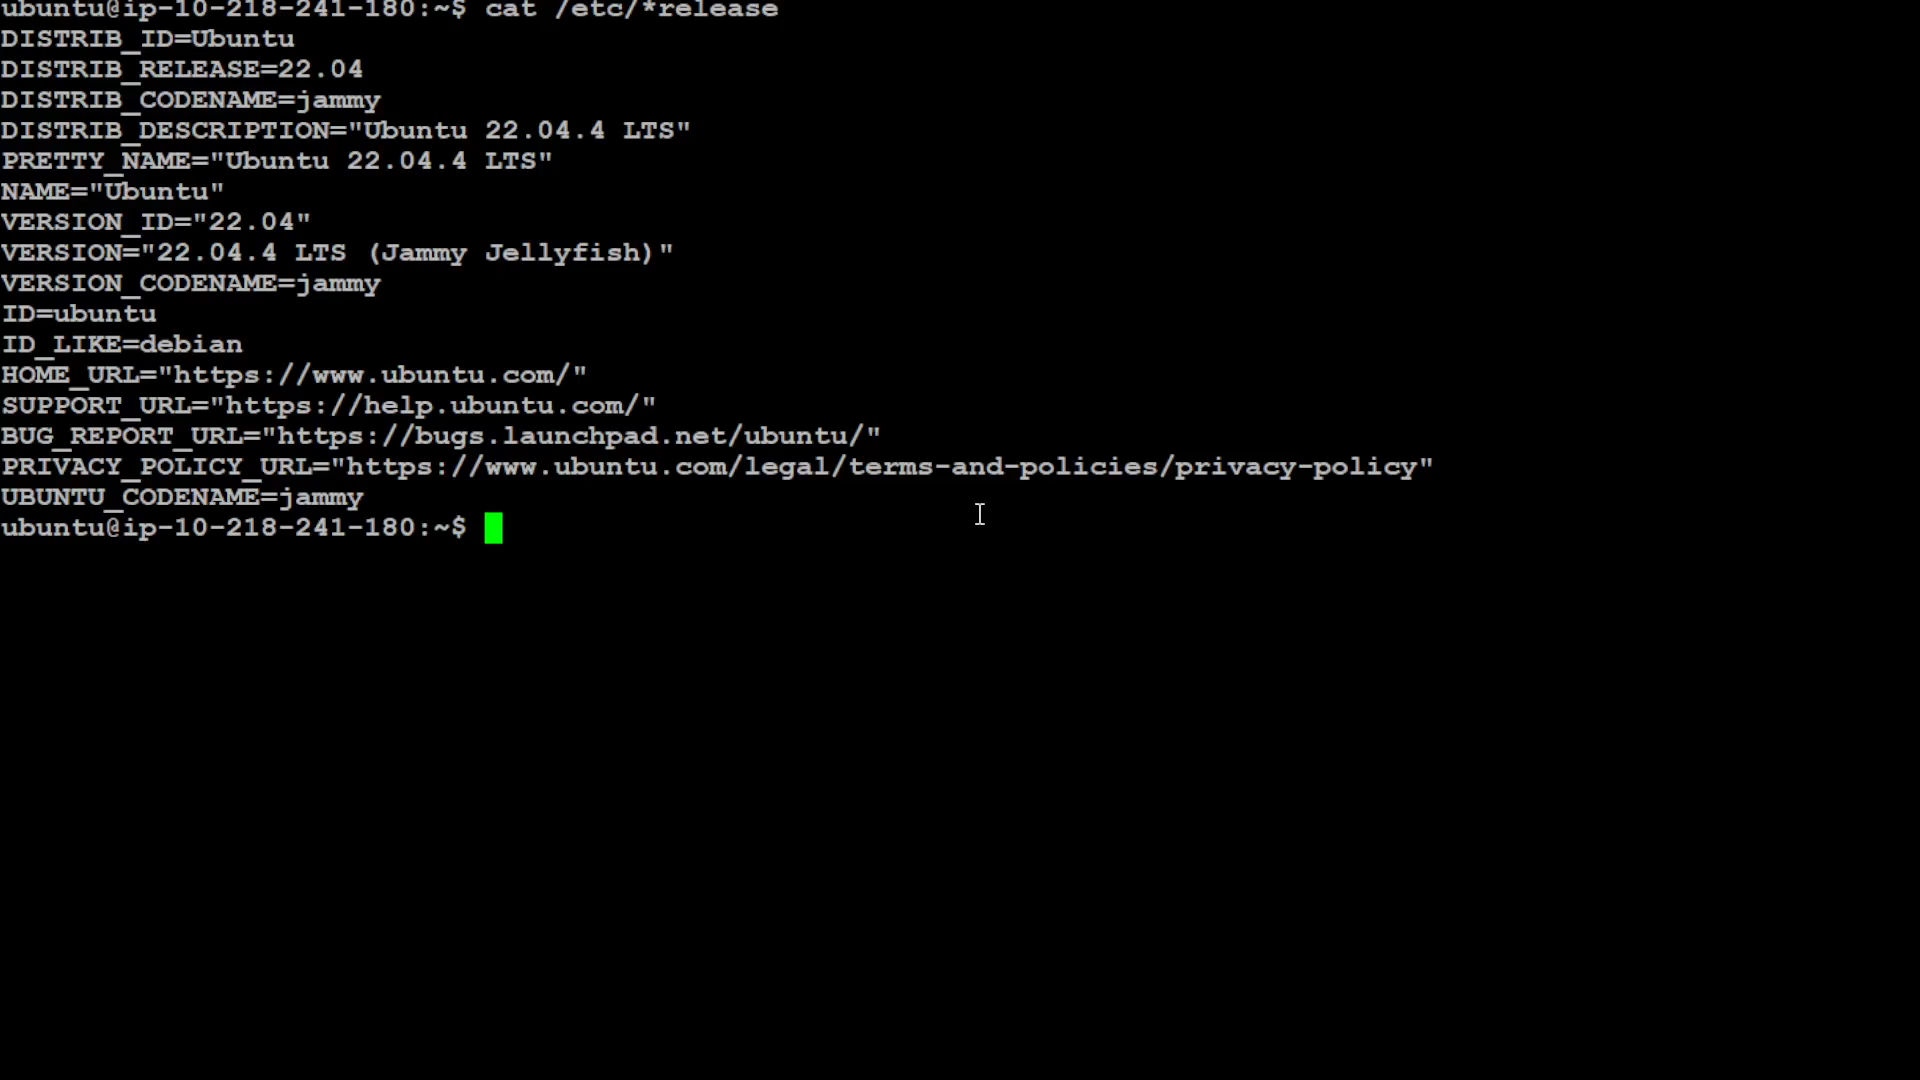 ubuntu@ip-10-218-241-180:~$ cat /etc/*release
DISTRIB_ID=Ubuntu
DISTRIB_RELEASE=22.04
DISTRIB_CODENAME=jammy
DISTRIB_DESCRIPTION="Ubuntu 22.04.4 LTS"
PRETTY_NAME="Ubuntu 22.04.4 LTS"
NAME="Ubuntu"
VERSION_ID="22.04"
VERSION="22.04.4 LTS (Jammy Jellyfish)"
VERSION_CODENAME=jammy
ID=ubuntu
ID_LIKE=debian
HOME_URL="https://www.ubuntu.com/"
SUPPORT_URL="https://help.ubuntu.com/"
BUG_REPORT_URL="https://bugs.launchpad.net/ubuntu/"
PRIVACY_POLICY_URL="https://www.ubuntu.com/legal/terms-and-policies/privacy-policy"
UBUNTU_CODENAME=jammy
ubuntu@ip-10-218-241-180:~$